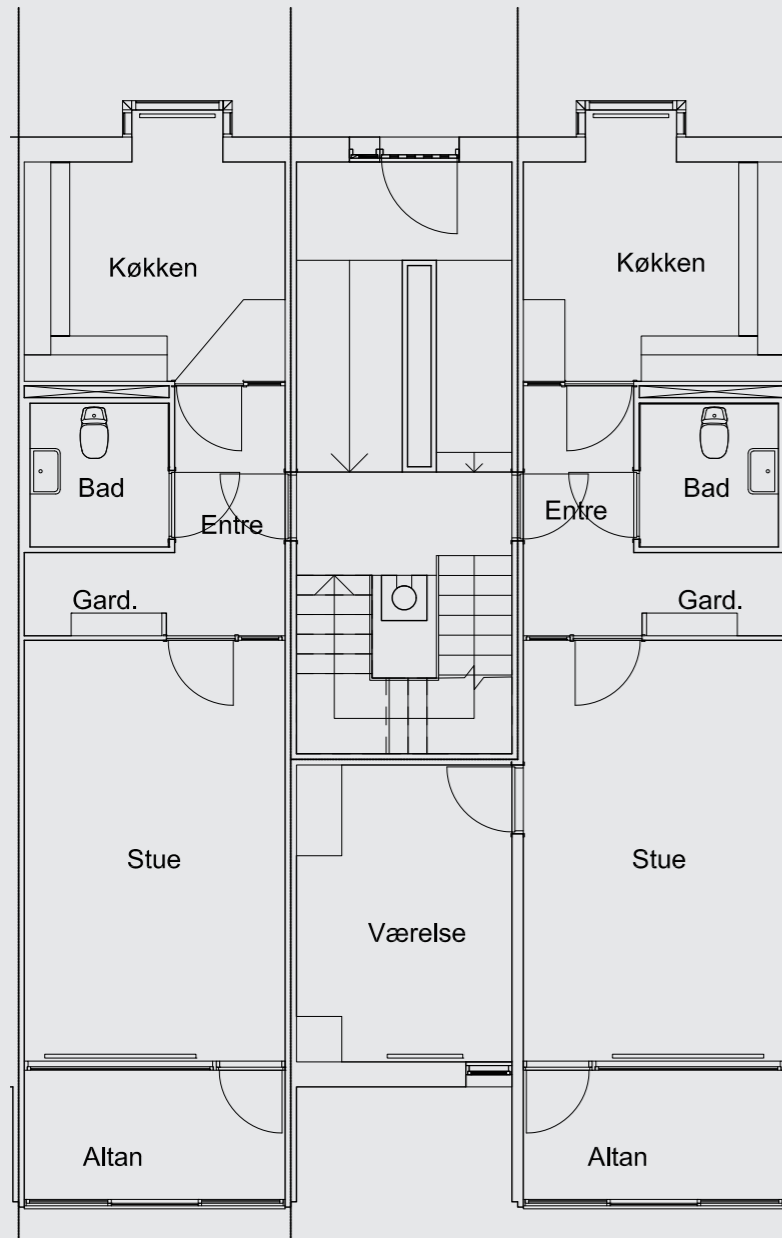 Køkken
Køkken
Bad
Bad
Entre
Entre
Gard.
Gard.
Stue
Stue
Værelse
Altan
Altan